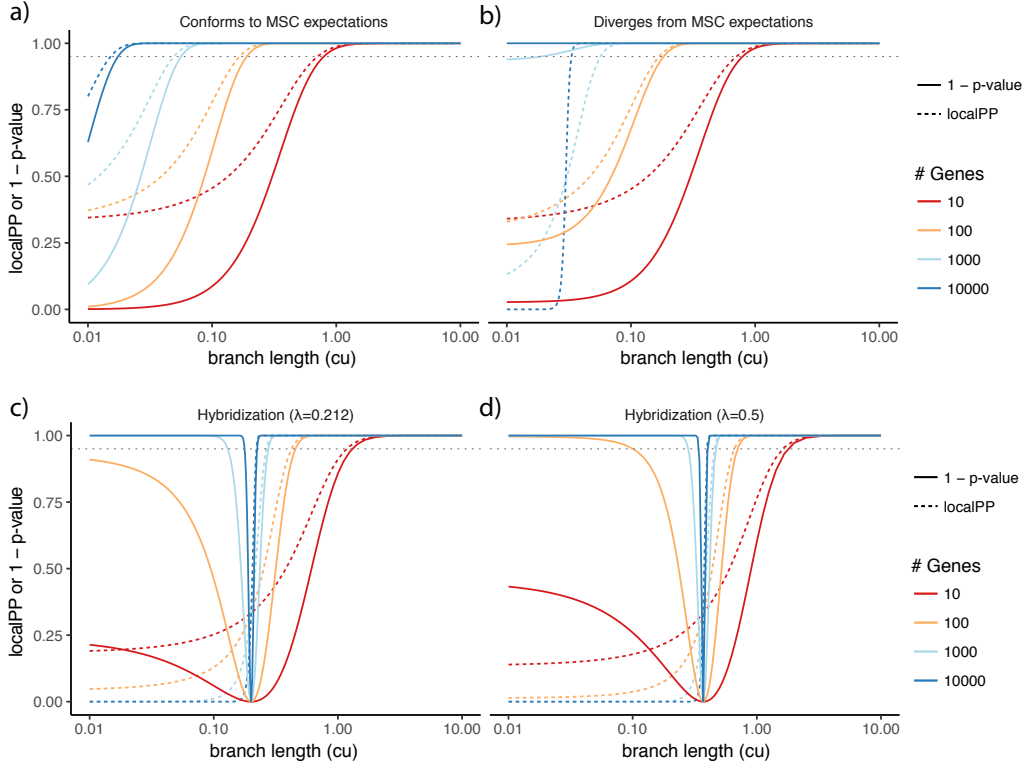 a)
Conforms to MSC expectations
b)
Diverges from MSC expectations
localPP or 1 − p-value
1.00
0.75
0.50
0.25
0.00
0.01
0.10
1.00
10.00
branch length (cu)
0.01
0.10
1.00
10.00
branch length (cu)
1 − p-value
localPP
# Genes
10
100
1000
10000
c)
Hybridization (λ=0.212)
d)
Hybridization (λ=0.5)
localPP or 1 − p-value
1.00
0.75
0.50
0.25
0.00
0.01
0.10
1.00
10.00
branch length (cu)
0.01
0.10
1.00
10.00
branch length (cu)
1 − p-value
localPP
# Genes
10
100
1000
10000